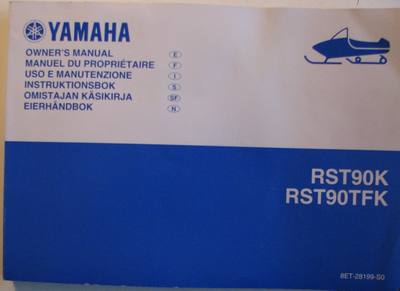 YAMAHA
OWNER'S MANUAL E
MANUEL DU PROPRIÉTAIRE F
USO E MANUTENZIONE I
INSTRUKTIONSBOK S
OMISTAJAN KÄSIKIRJA SF
EIERHÅNDBOK N
RST90K
RST90TFK
8ET-28199-S0